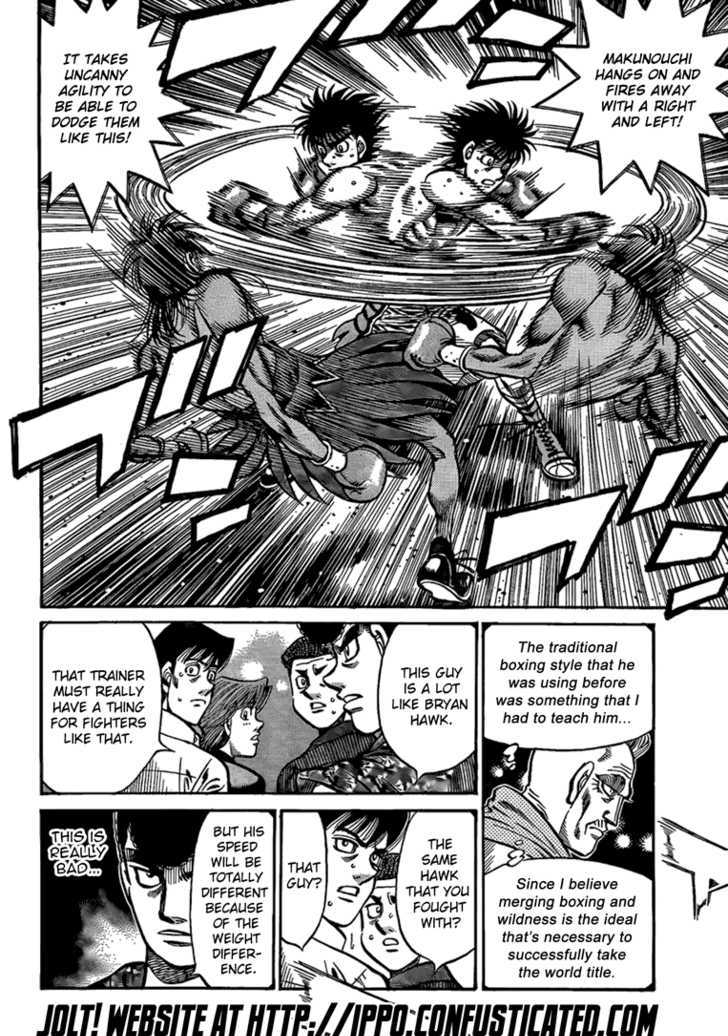 MAKUNOUCHI
HANGS ON AND
FIRES AWAY
WITH A RIGHT
AND LEFT!
IT TAKES
UNCANNY
AGILITY TO
BE ABLE TO
DODGE THEM
LIKE THIS!
ブン
ブン
The traditional
boxing style that he
was using before
was something that I
had to teach him...
Since I believe
merging boxing and
wildness is the ideal
that's necessary to
successfully take
the world title.
THIS GUY
IS A LOT
LIKE BRYAN
HAWK.
THAT TRAINER
MUST REALLY
HAVE A THING
FOR FIGHTERS
LIKE THAT.
THE
SAME
HAWK
THAT YOU
FOUGHT
WITH?
THAT
GUY?
BUT HIS
SPEED
WILL BE
TOTALLY
DIFFERENT
BECAUSE
OF THE
WEIGHT
DIFFER-
ENCE.
THIS IS
REALLY
BAD...
JOLT! WEBSITE AT HTTP://IPPO.CONFUSTICATED.COM